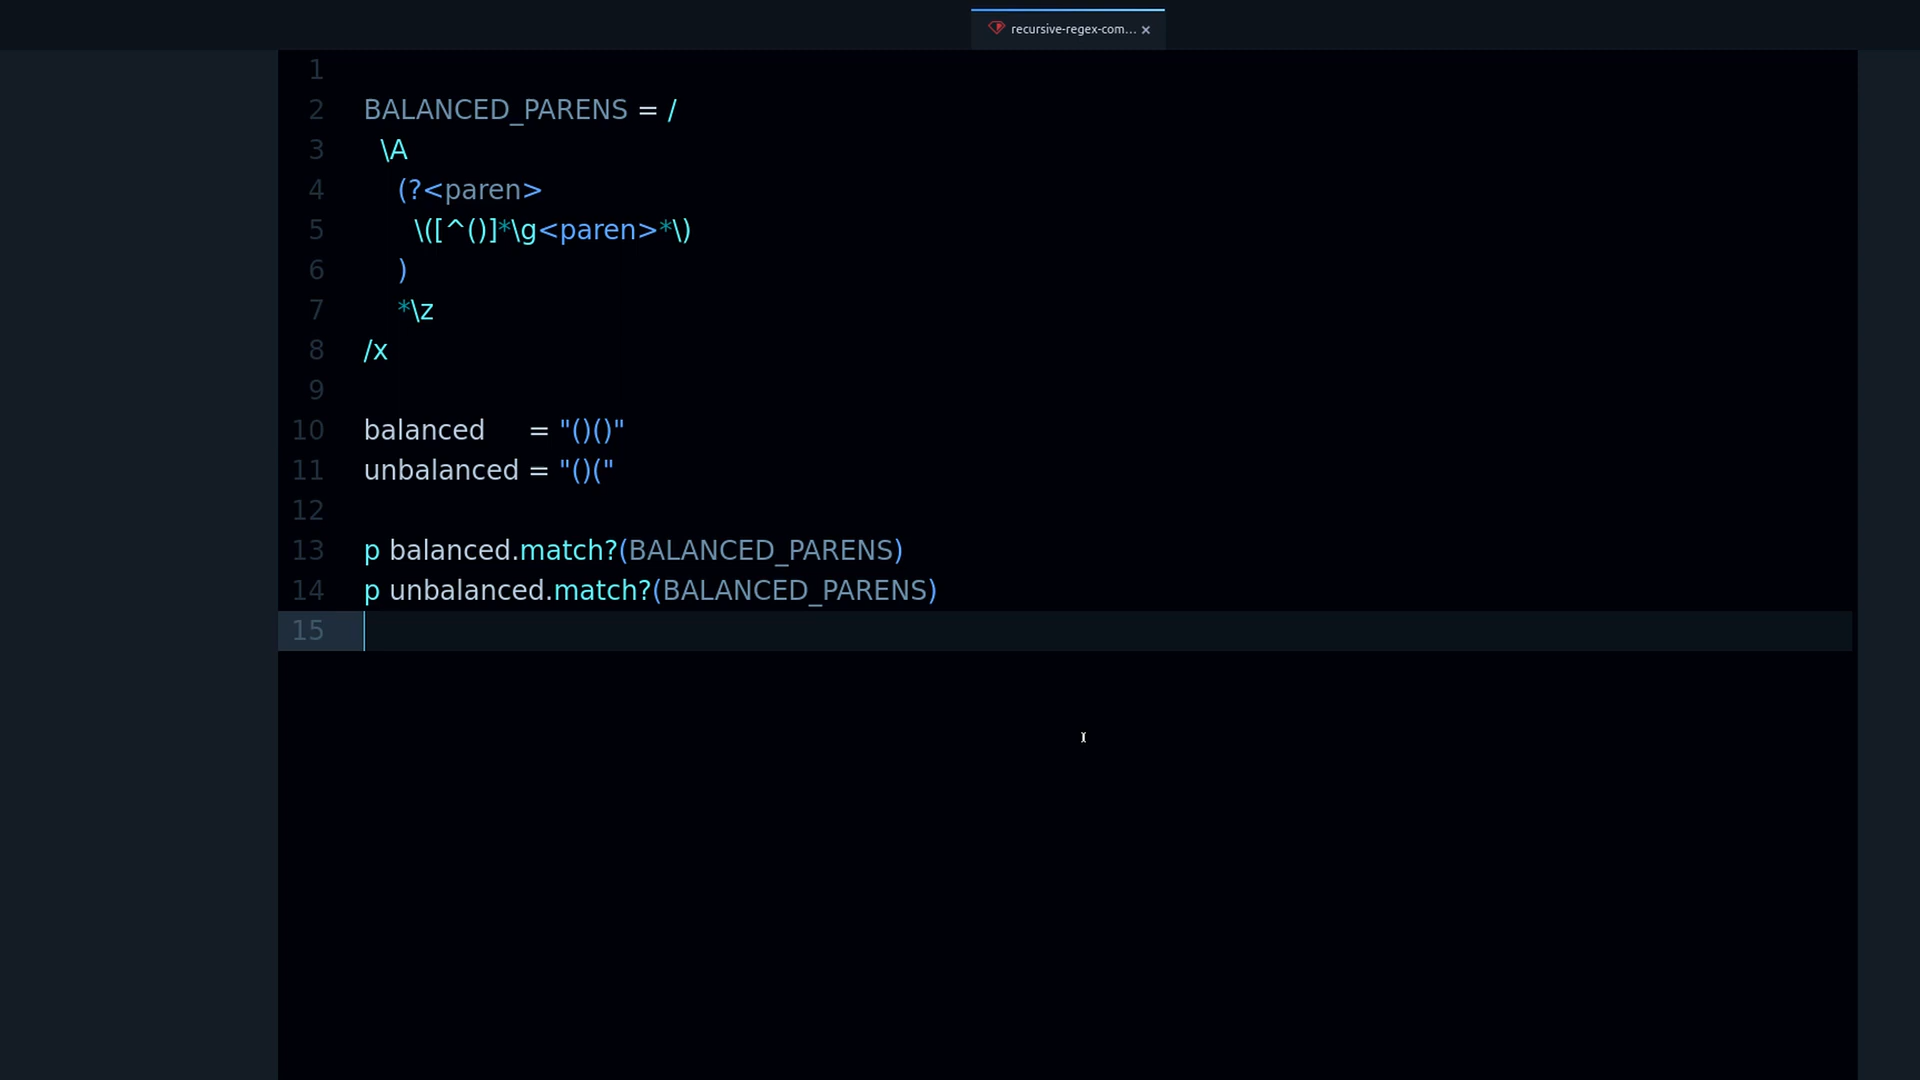 recursive-regex-com... ×
1
2 BALANCED_PARENS = /
3 \A
4 (?<paren>
5 \([^()]*\g<paren>*\)
6 )
7 *\z
8 /x
9
10 balanced = "()()"
11 unbalanced = "()("
12
13 p balanced.match?(BALANCED_PARENS)
14 p unbalanced.match?(BALANCED_PARENS)
15